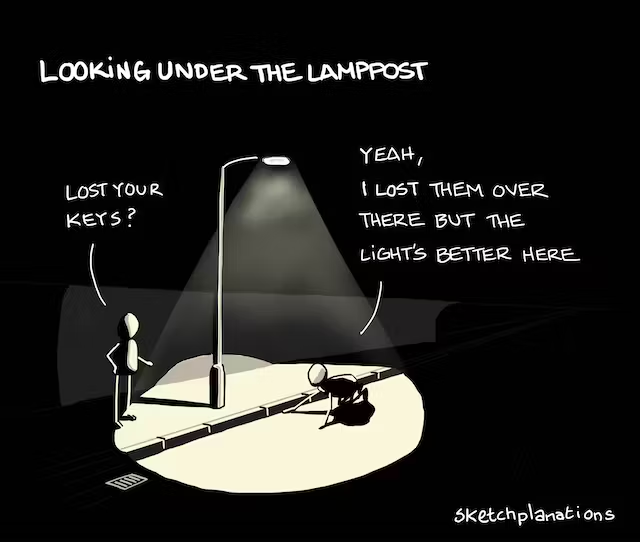 LOOKING UNDER THE LAMPPOST
LOST YOUR
KEYS?
YEAH,
I LOST THEM OVER
THERE BUT THE
LIGHT'S BETTER HERE
sketchplanations